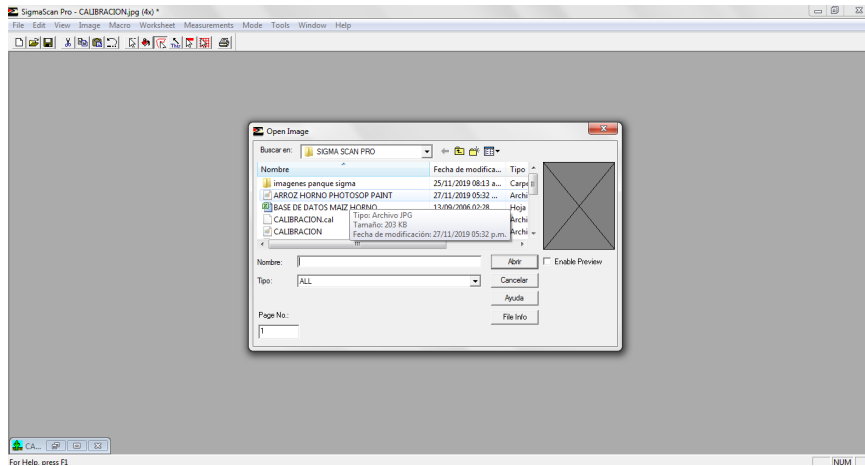 SigmaScan Pro - CALIBRACION.jpg (4x) *
File Edit View Image Macro Worksheet Measurements Mode Tools Window Help
Open Image
Buscar en: SIGMA SCAN PRO
Nombre Fecha de modifica... Tipo
imagenes panque sigma 25/11/2019 08:13 a... Carpe
ARROZ HORNO PHOTOSOP PAINT 27/11/2019 05:32 ... Archi
BASE DE DATOS MAIZ HORNO 13/09/2006 02:28 Hoja
CALIBRACION.cal Archi
CALIBRACION Archi
Tipo: Archivo JPG
Tamaño: 203 KB
Fecha de modificación: 27/11/2019 05:32 p.m.
Nombre: Abrir Enable Preview
Tipo: ALL Cancelar
Ayuda
Page No.: File Info
1
CA...
For Help, press F1 NUM